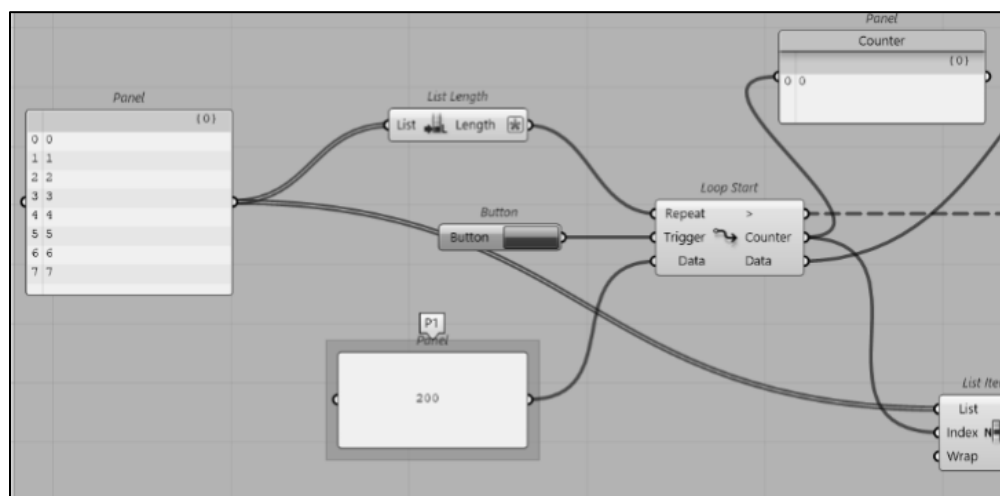 Panel
Counter
{0}
0 0
Panel
{0}
0 0
1 1
2 2
3 3
4 4
5 5
6 6
7 7
List Length
List Length
Button
Button
Loop Start
Repeat >
Trigger Counter
Data Data
P1
Panel
200
List
List
Index N
Wrap